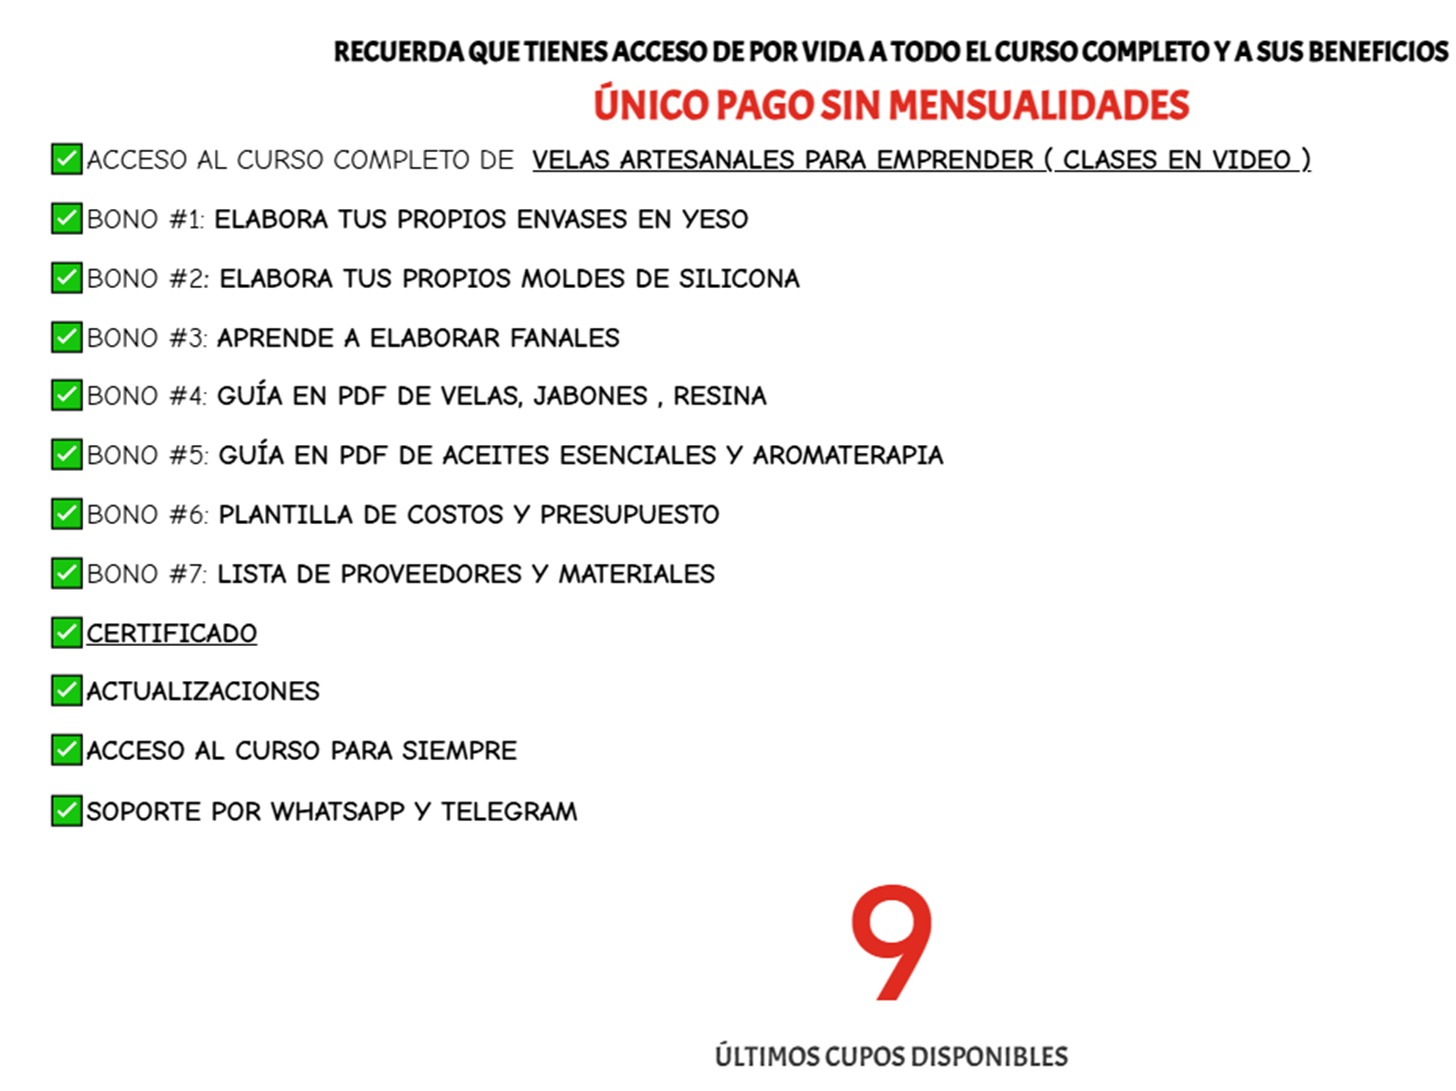 RECUERDA QUE TIENES ACCESO DE POR VIDA A TODO EL CURSO COMPLETO Y A SUS BENEFICIOS
ÚNICO PAGO SIN MENSUALIDADES
ACCESO AL CURSO COMPLETO DE VELAS ARTESANALES PARA EMPRENDER ( CLASES EN VIDEO )
BONO #1: ELABORA TUS PROPIOS ENVASES EN YESO
BONO #2: ELABORA TUS PROPIOS MOLDES DE SILICONA
BONO #3: APRENDE A ELABORAR FANALES
BONO #4: GUÍA EN PDF DE VELAS, JABONES , RESINA
BONO #5: GUÍA EN PDF DE ACEITES ESENCIALES Y AROMATERAPIA
BONO #6: PLANTILLA DE COSTOS Y PRESUPUESTO
BONO #7: LISTA DE PROVEEDORES Y MATERIALES
CERTIFICADO
ACTUALIZACIONES
ACCESO AL CURSO PARA SIEMPRE
SOPORTE POR WHATSAPP Y TELEGRAM
9
ÚLTIMOS CUPOS DISPONIBLES